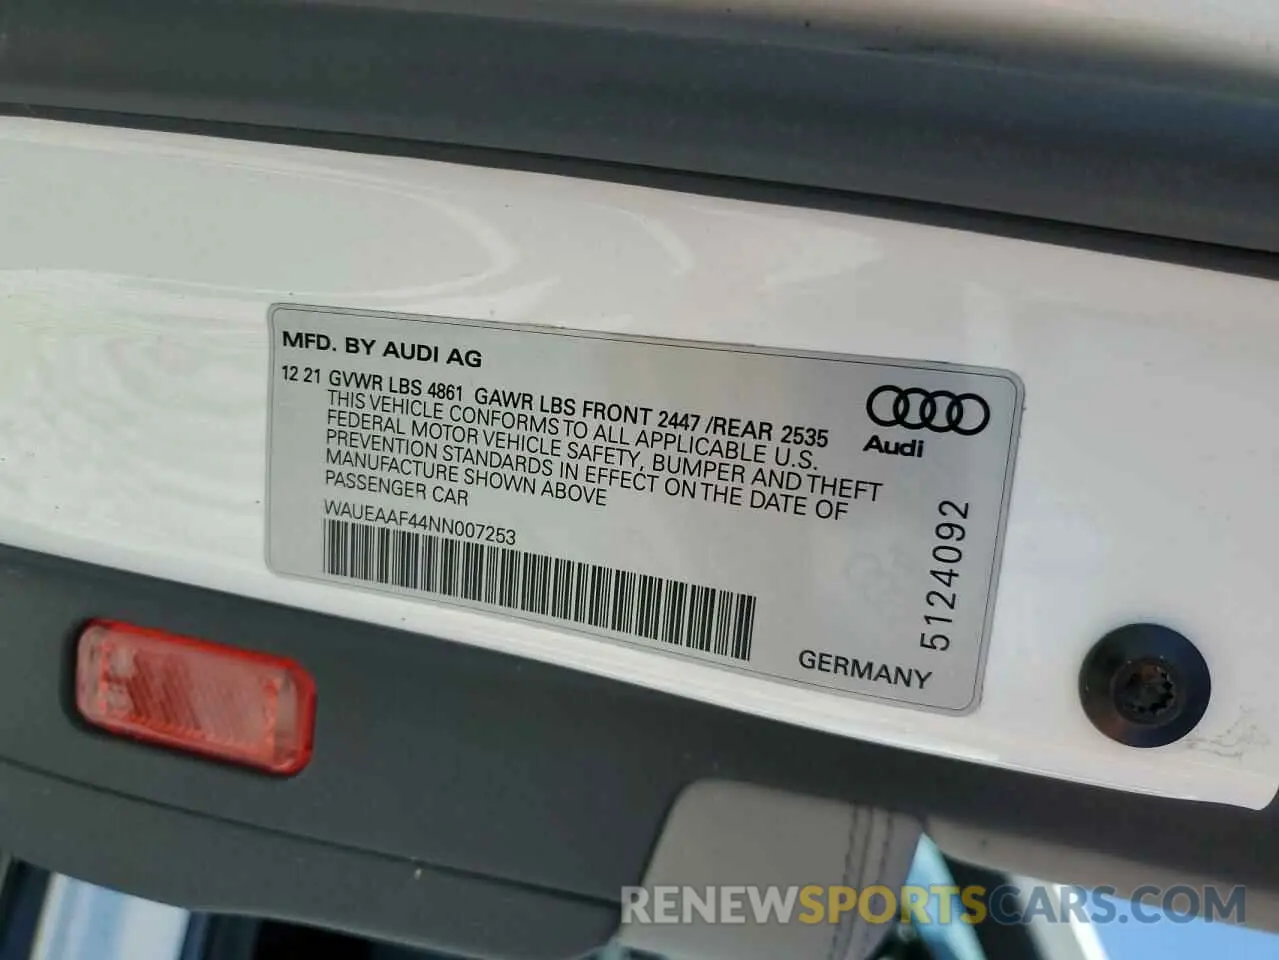 MFD. BY AUDI AG
12 21 GVWR LBS 4861 GAWR LBS FRONT 2447 /REAR 2535
THIS VEHICLE CONFORMS TO ALL APPLICABLE U.S.
FEDERAL MOTOR VEHICLE SAFETY, BUMPER AND THEFT
PREVENTION STANDARDS IN EFFECT ON THE DATE OF
MANUFACTURE SHOWN ABOVE
PASSENGER CAR
WAUEAAF44NN007253
Audi
5124092
GERMANY
RENEWSPORTSCARS.COM